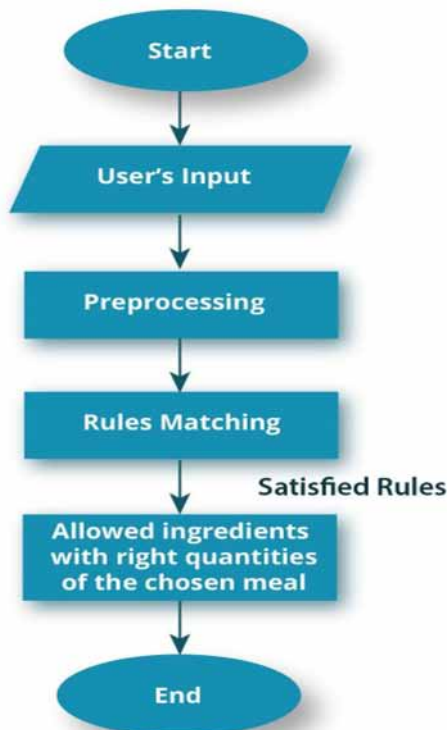 Start
User's Input
Preprocessing
Rules Matching
Satisfied Rules
Allowed ingredients
with right quantities
of the chosen meal
End